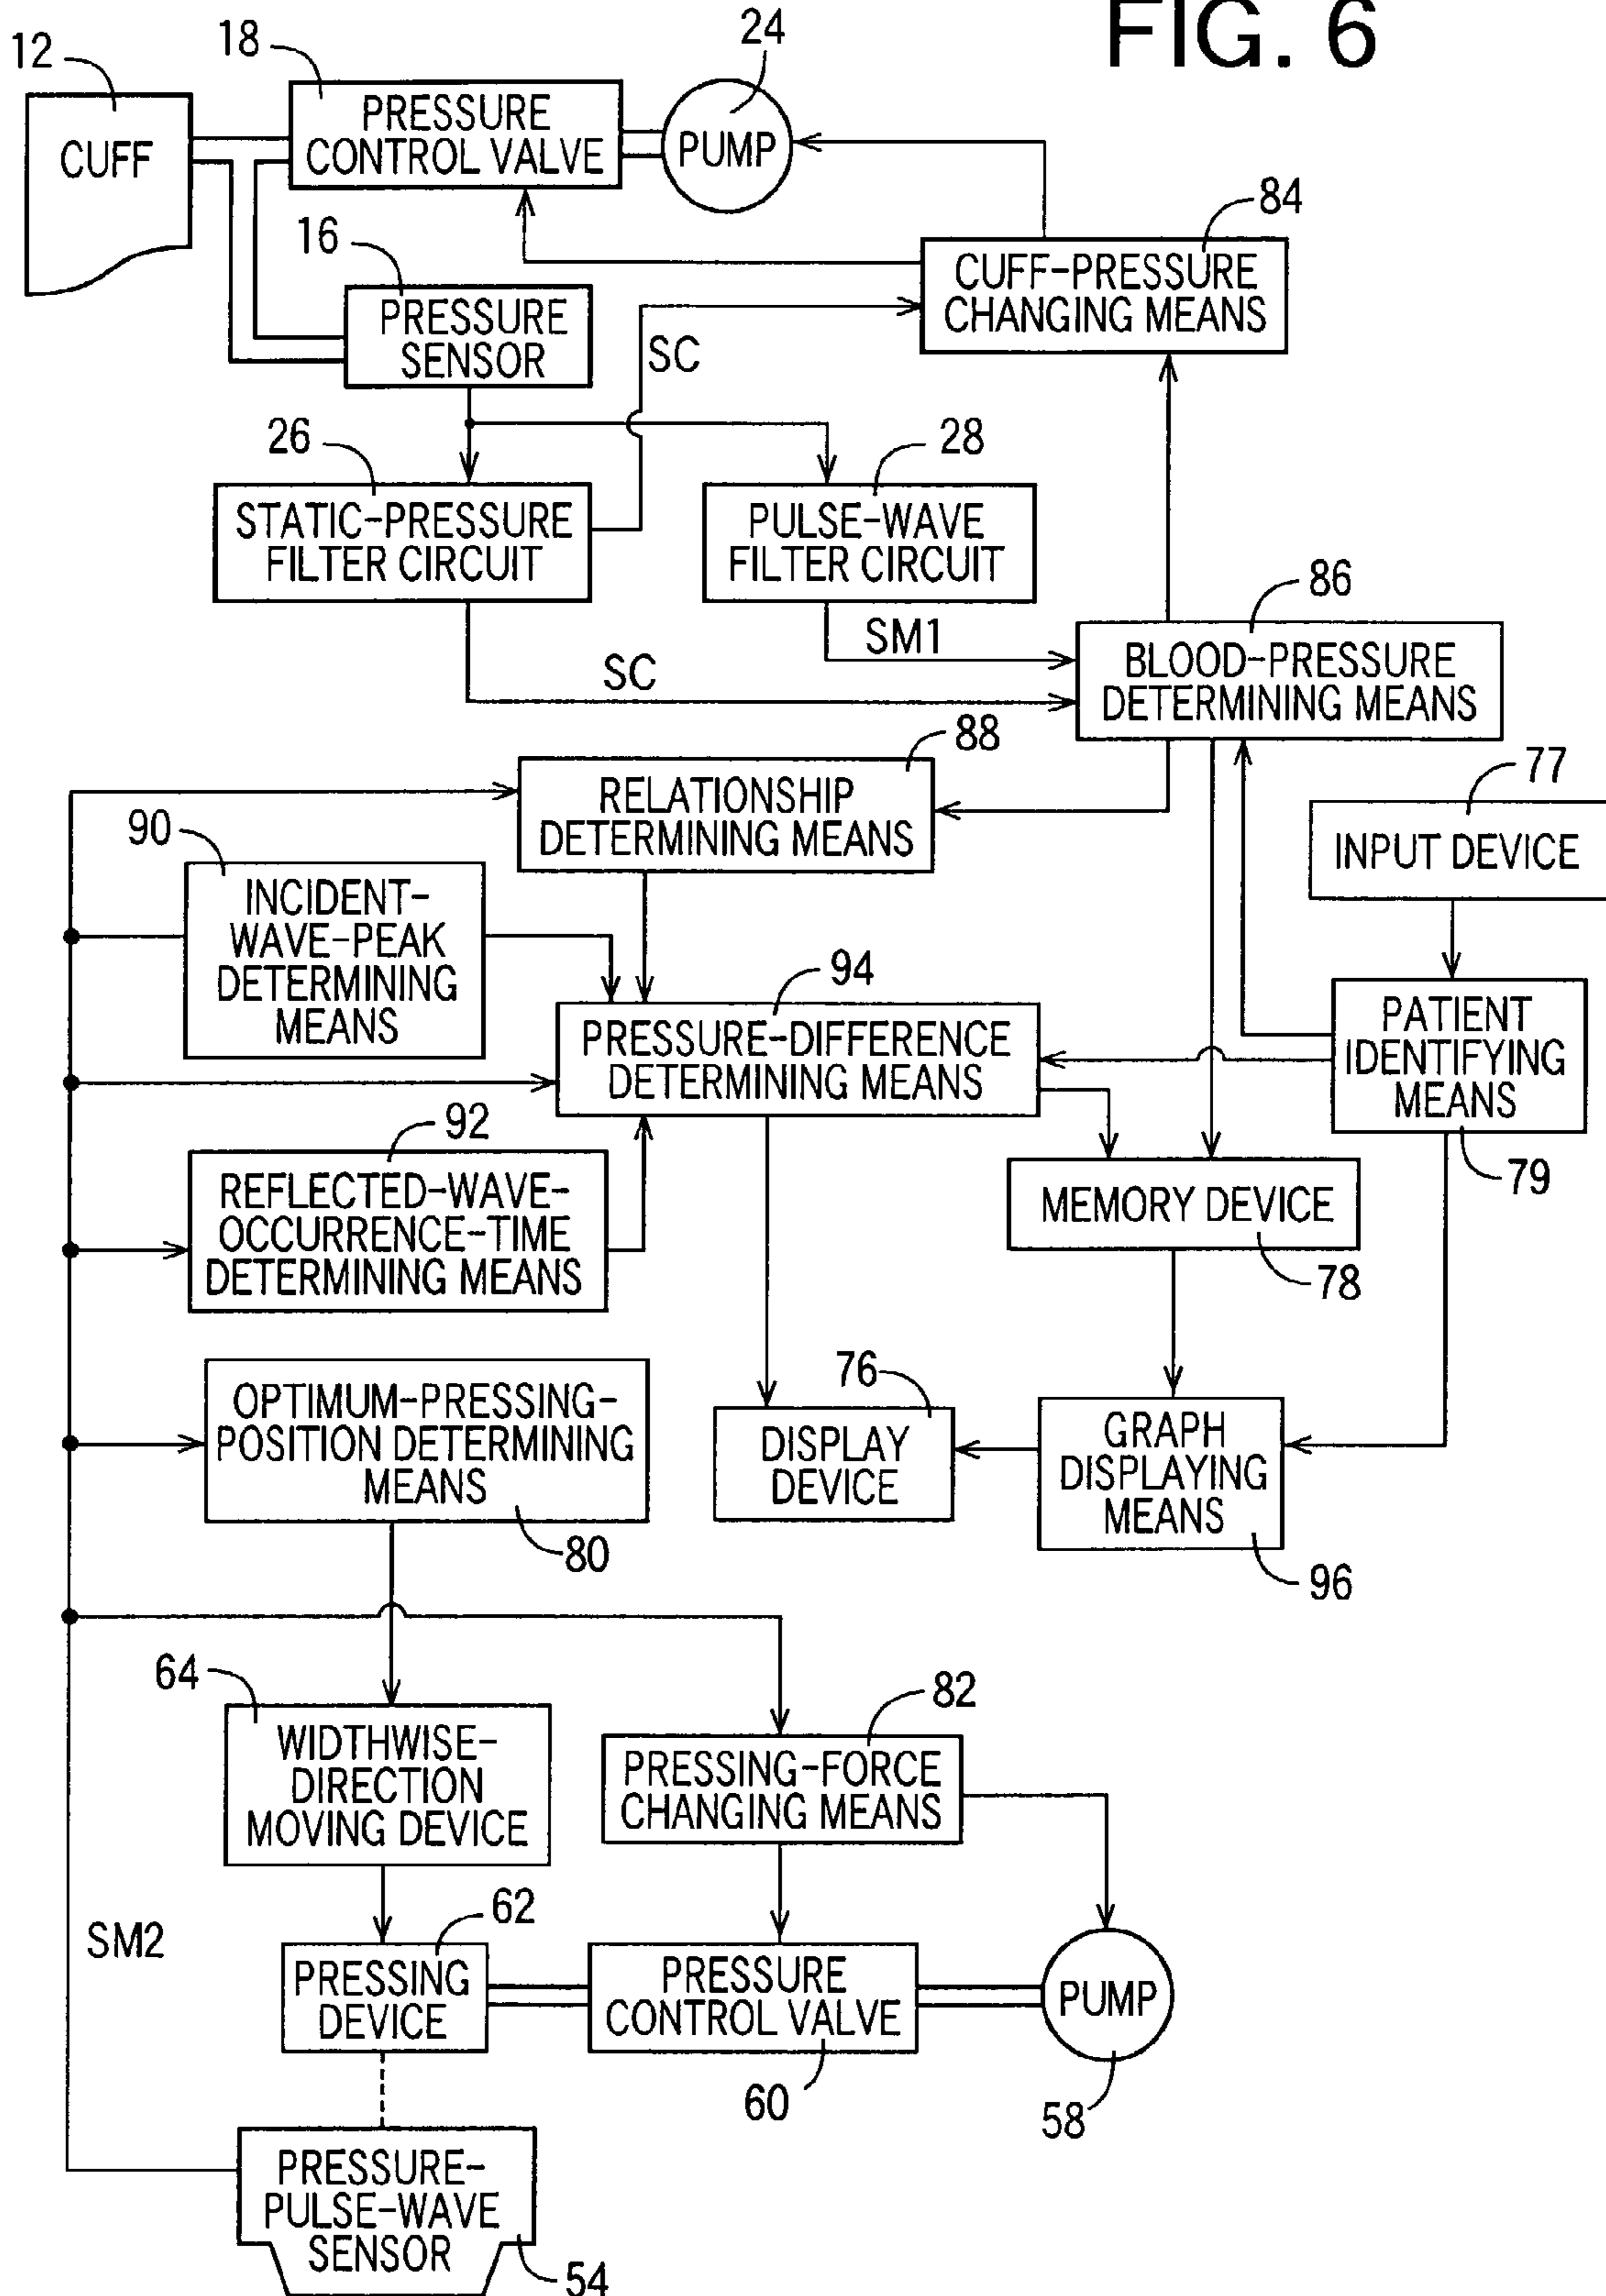 FIG. 6
12
18
24
CUFF
PRESSURE
CONTROL VALVE
PUMP
84
16
CUFF-PRESSURE
CHANGING MEANS
PRESSURE
SENSOR
SC
26
28
STATIC-PRESSURE
FILTER CIRCUIT
PULSE-WAVE
FILTER CIRCUIT
86
SM1
SC
BLOOD-PRESSURE
DETERMINING MEANS
88
77
RELATIONSHIP
DETERMINING MEANS
90
INPUT DEVICE
INCIDENT-
WAVE-PEAK
DETERMINING
MEANS
94
PRESSURE-DIFFERENCE
DETERMINING MEANS
PATIENT
IDENTIFYING
MEANS
79
92
REFLECTED-WAVE-
OCCURRENCE-TIME
DETERMINING MEANS
MEMORY DEVICE
78
76
OPTIMUM-PRESSING-
POSITION DETERMINING
MEANS
80
DISPLAY
DEVICE
GRAPH
DISPLAYING
MEANS
96
64
82
WIDTHWISE-
DIRECTION
MOVING DEVICE
PRESSING-FORCE
CHANGING MEANS
62
SM2
PRESSING
DEVICE
PRESSURE
CONTROL VALVE
PUMP
60
58
PRESSURE-
PULSE-WAVE
SENSOR
54